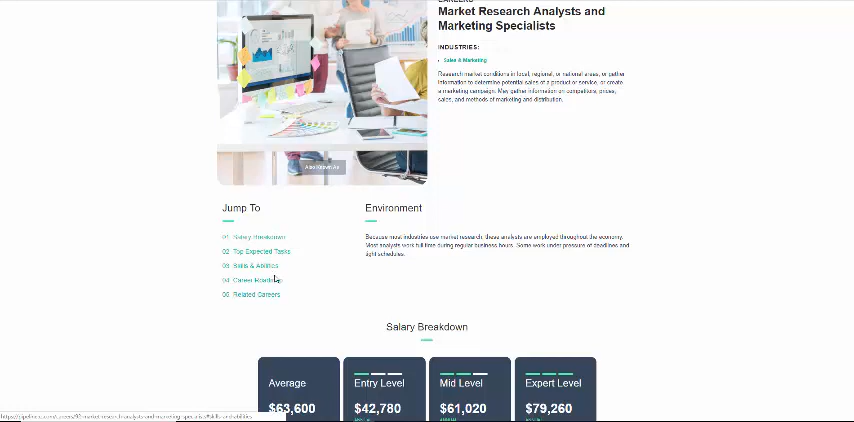 CAREERS
Market Research Analysts and
Marketing Specialists
INDUSTRIES:
Sales & Marketing
Research market conditions in local, regional, or national areas, or gather
information to determine potential sales of a product or service, or create
a marketing campaign. May gather information on competitors, prices,
sales, and methods of marketing and distribution.
Also Known As
Jump To
01 Salary Breakdown
02 Top Expected Tasks
03 Skills & Abilities
04 Career Roadmap
05 Related Careers
Environment
Because most industries use market research, these analysts are employed throughout the economy.
Most analysts work full time during regular business hours. Some work under pressure of deadlines and
tight schedules.
Salary Breakdown
Average
$63,600
Entry Level
$42,780
Mid Level
$61,020
Expert Level
$79,260